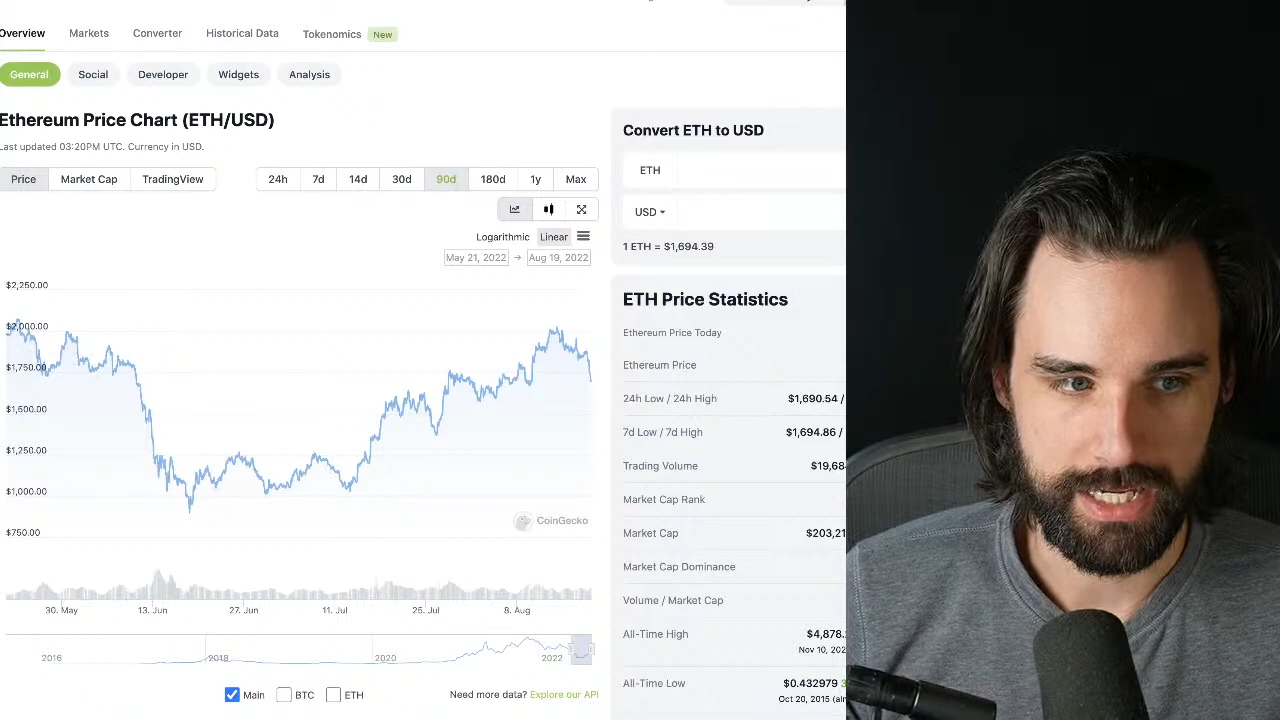 Overview Markets Converter Historical Data Tokenomics New
General Social Developer Widgets Analysis
Ethereum Price Chart (ETH/USD)
Last updated 03:20PM UTC. Currency in USD.
Price Market Cap TradingView 24h 7d 14d 30d 90d 180d 1y Max
Logarithmic Linear
May 21, 2022 → Aug 19, 2022
$2,250.00
$2,000.00
$1,750.00
$1,500.00
$1,250.00
$1,000.00
$750.00
CoinGecko
30. May 13. Jun 27. Jun 11. Jul 25. Jul 8. Aug
2016 2018 2020 2022
Main BTC ETH
Need more data? Explore our API
Convert ETH to USD
ETH
USD
1 ETH = $1,694.39
ETH Price Statistics
Ethereum Price Today
Ethereum Price
24h Low / 24h High $1,690.54 /
7d Low / 7d High $1,694.86 /
Trading Volume $19,68
Market Cap Rank
Market Cap $203,21
Market Cap Dominance
Volume / Market Cap
All-Time High $4,878.
Nov 10, 202
All-Time Low $0.432979
Oct 20, 2015